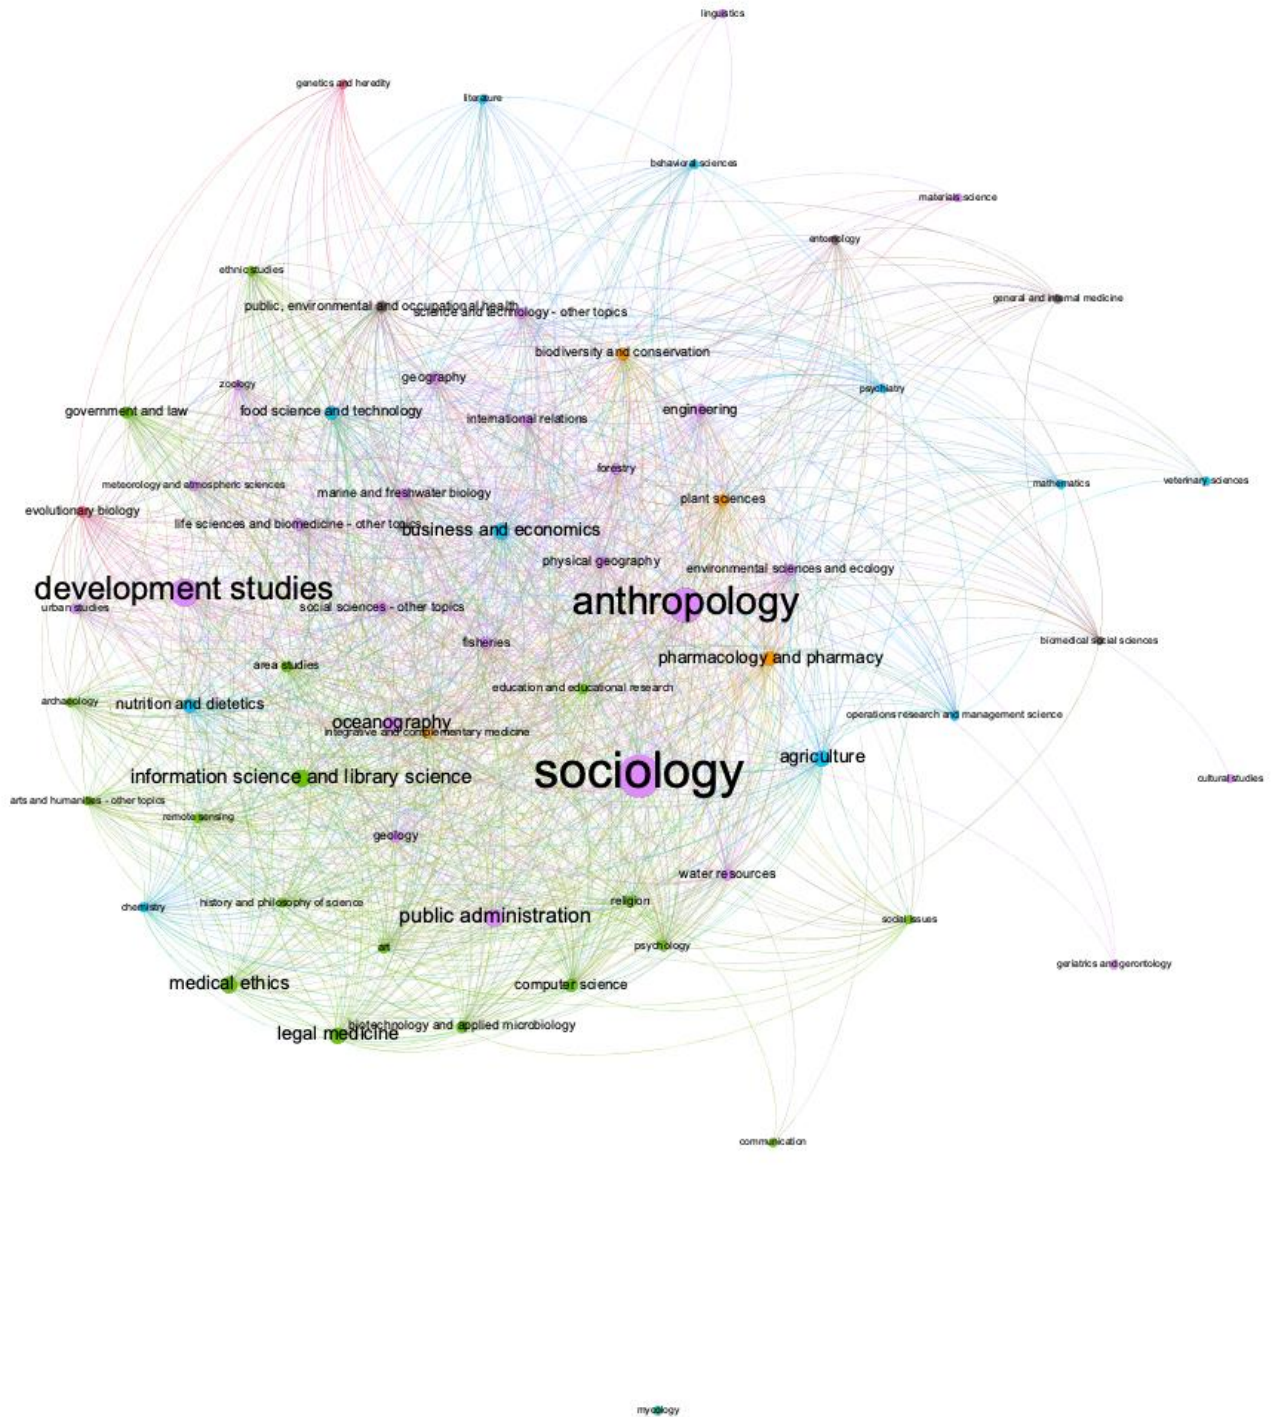 linguistics
genetics and heredity
literature
behavioral sciences
materials science
entomology
ethnic studies
general and internal medicine
public, environmental and occupational health
science and technology - other topics
biodiversity and conservation
geography
zoology
psychiatry
government and law
food science and technology
international relations
engineering
forestry
meteorology and atmospheric sciences
marine and freshwater biology
plant sciences
mathematics
veterinary sciences
evolutionary biology
life sciences and biomedicine - other topics
business and economics
physical geography
environmental sciences and ecology
development studies
anthropology
urban studies
social sciences - other topics
fisheries
biomedical social sciences
area studies
pharmacology and pharmacy
education and educational research
archaeology
nutrition and dietetics
oceanography
integrative and complementary medicine
operations research and management science
information science and library science
sociology
agriculture
cultural studies
arts and humanities - other topics
remote sensing
geology
water resources
chemistry
history and philosophy of science
public administration
religion
social issues
art
psychology
geriatrics and gerontology
medical ethics
computer science
legal medicine
biotechnology and applied microbiology
communication
mycology